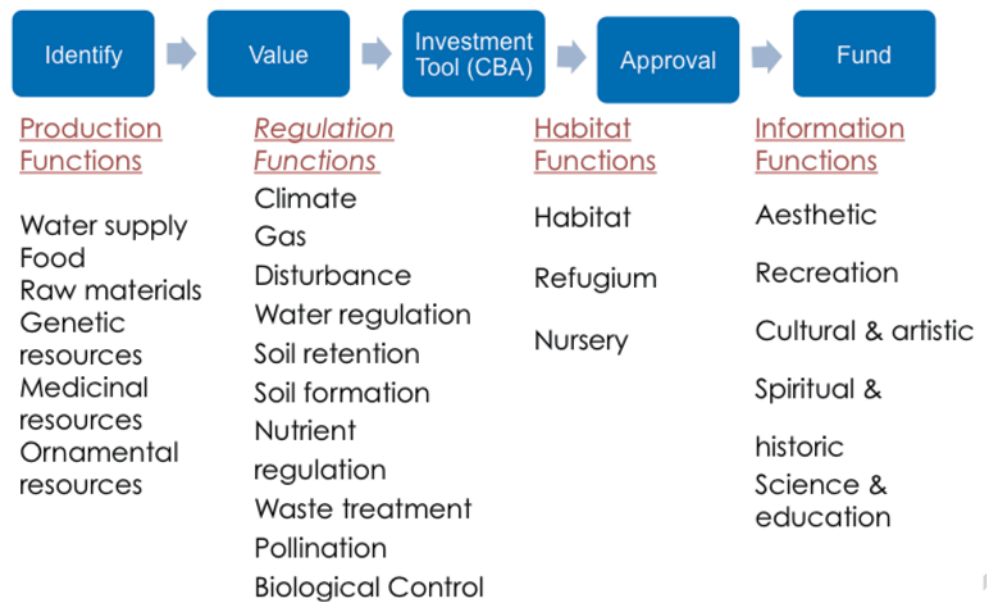 Identify
Value
Investment
Tool (CBA)
Approval
Fund
Production
Functions
Water supply
Food
Raw materials
Genetic
resources
Medicinal
resources
Ornamental
resources
Regulation
Functions
Climate
Gas
Disturbance
Water regulation
Soil retention
Soil formation
Nutrient
regulation
Waste treatment
Pollination
Biological Control
Habitat
Functions
Habitat
Refugium
Nursery
Information
Functions
Aesthetic
Recreation
Cultural & artistic
Spiritual &
historic
Science &
education